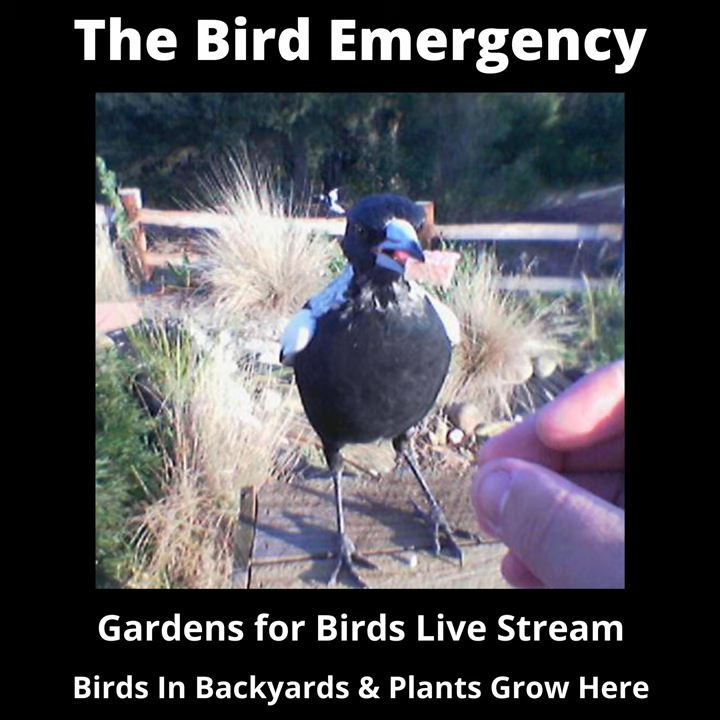 The Bird Emergency
Gardens for Birds Live Stream
Birds In Backyards & Plants Grow Here